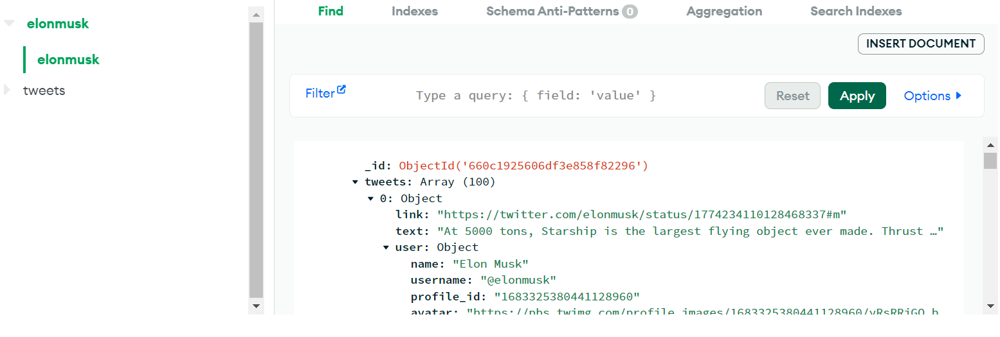 elonmusk
elonmusk
tweets
Find Indexes Schema Anti-Patterns 0 Aggregation Search Indexes
INSERT DOCUMENT
Filter Type a query: { field: 'value' } Reset Apply Options
_id: ObjectId('660c1925606df3e858f82296')
tweets: Array (100)
0: Object
link: "https://twitter.com/elonmusk/status/1774234110128468337#m"
text: "At 5000 tons, Starship is the largest flying object ever made. Thrust …"
user: Object
name: "Elon Musk"
username: "@elonmusk"
profile_id: "1683325380441128960"
avatar: "https://pbs.twimg.com/profile_images/1683325380441128960/yRsRRjGO_b